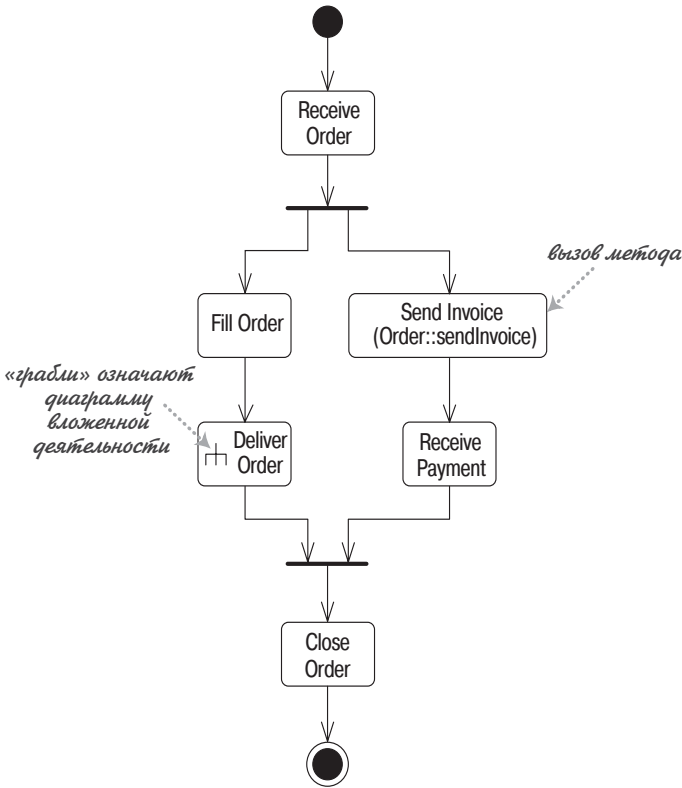 Receive
Order
вызов метода
Fill Order
Send Invoice
(Order::sendInvoice)
«грабли» означают
диаграмму
вложенной
деятельности
Deliver
Order
Receive
Payment
Close
Order